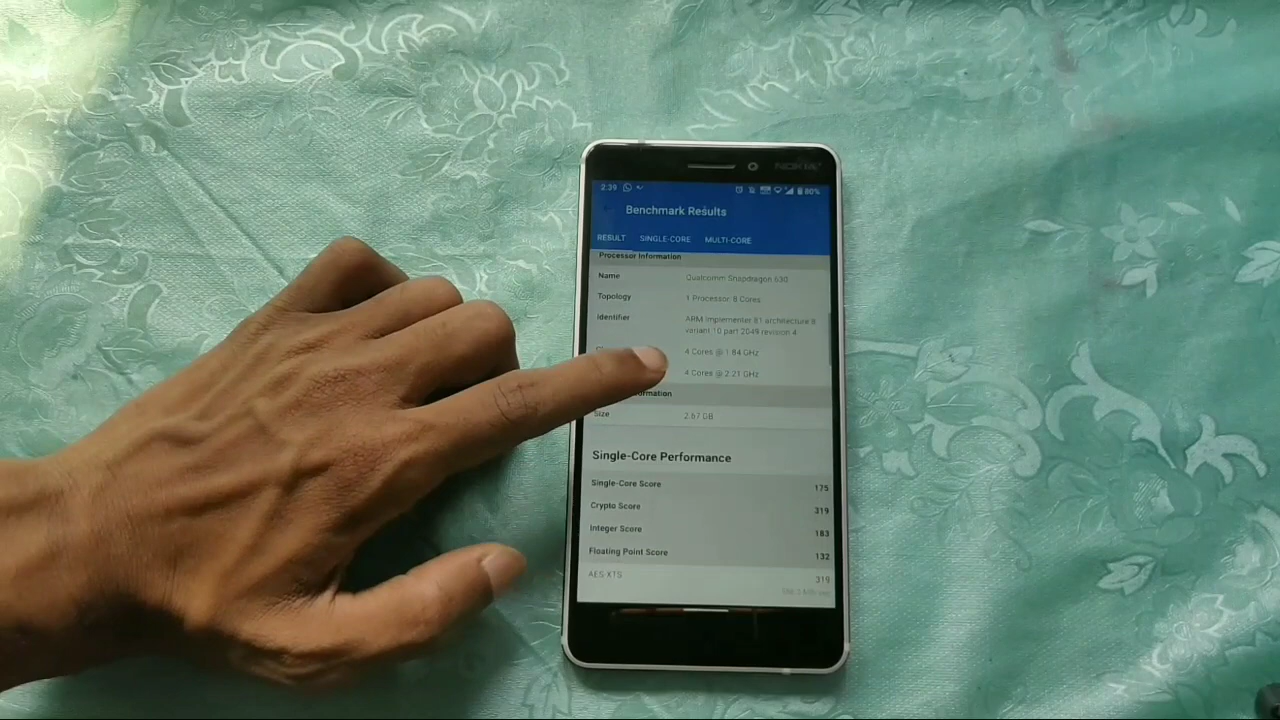 NOKIA
2:39 80%
Benchmark Results
RESULT SINGLE-CORE MULTI-CORE
Processor Information
Name Qualcomm Snapdragon 630
Topology 1 Processor, 8 Cores
Identifier ARM implementer 81 architecture 8
variant 10 part 2049 revision 4
4 Cores @ 1.84 GHz
4 Cores @ 2.21 GHz
Size 2.67 GB
Single-Core Performance
Single-Core Score 175
Crypto Score 319
Integer Score 183
Floating Point Score 132
AES-XTS 319